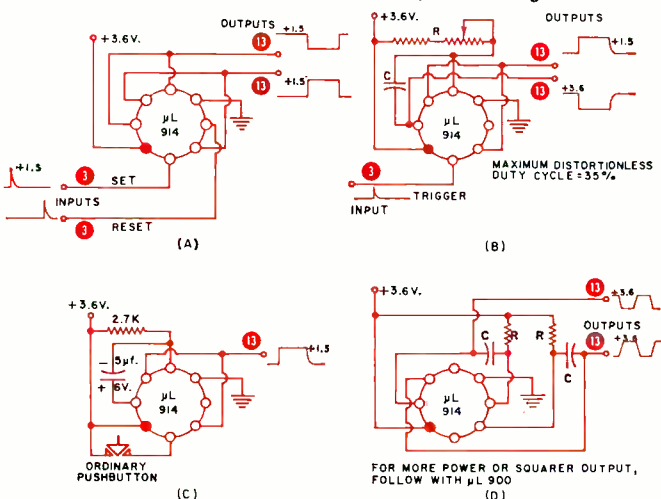 OUTPUTS
+3.6V.
13
+1.5
13
+1.5
µL
914
+1.5
3
SET
INPUTS
3
RESET
(A)
OUTPUTS
+3.6V.
R
13
+1.5
C
13
+3.6
µL
914
MAXIMUM DISTORTIONLESS
DUTY CYCLE = 35%
3
TRIGGER
INPUT
(B)
+3.6V.
2.7K
13
+1.5
- 5µf.
+ 6V.
µL
914
ORDINARY
PUSHBUTTON
(C)
13
+3.6
+3.6V.
OUTPUTS
13
+3.6
C
R
R
C
µL
914
FOR MORE POWER OR SQUARER OUTPUT,
FOLLOW WITH µL 900
(D)